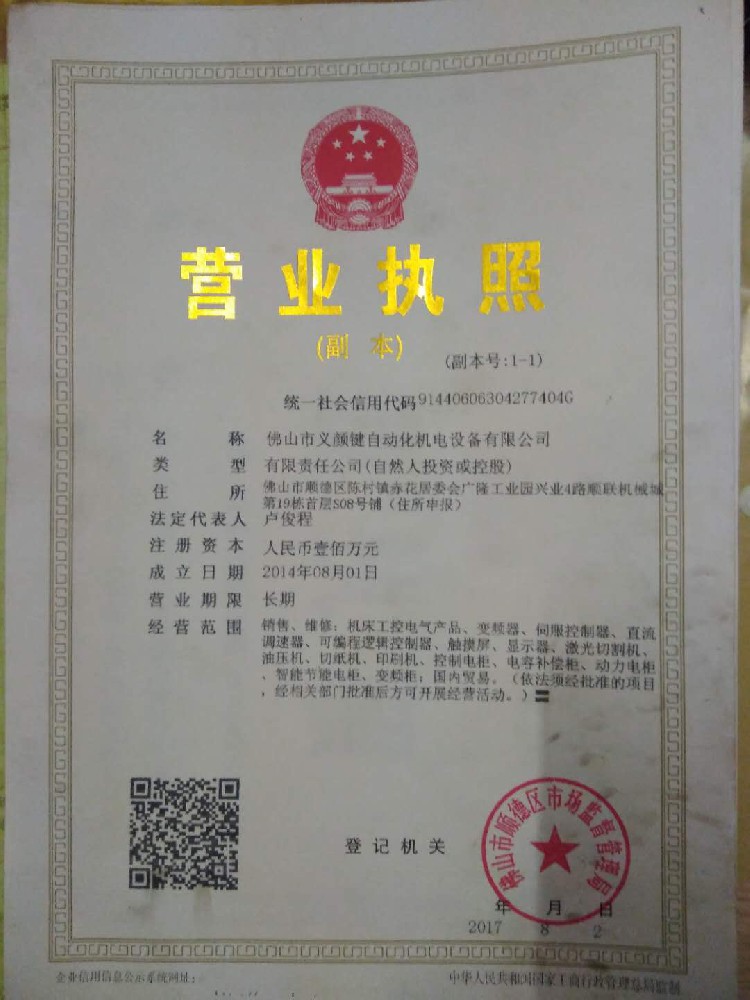 营业执照
(副 本)
(副本号:1-1)
统一社会信用代码91440606304277404G
名 称 佛山市义颜键自动化机电设备有限公司
类 型 有限责任公司(自然人投资或控股)
住 所 佛山市顺德区陈村镇赤花居委会广隆工业园兴业4路顺联机械城
第19栋首层S08号铺（住所申报）
法定代表人 卢俊程
注册资本 人民币壹佰万元
成立日期 2014年08月01日
营业期限 长期
经营范围 销售、维修：机床工控电气产品、变频器、伺服控制器、直流
调速器、可编程逻辑控制器、触摸屏、显示器、激光切割机、
油压机、切纸机、印刷机、控制电柜、电容补偿柜、动力电柜
、智能节能电柜、变频柜；国内贸易。（依法须经批准的项目
，经相关部门批准后方可开展经营活动。）
登记机关
佛山市顺德区市场监督管理局
年 月 日
2017 8 2
企业信用信息公示系统网址：
中华人民共和国国家工商行政管理总局监制